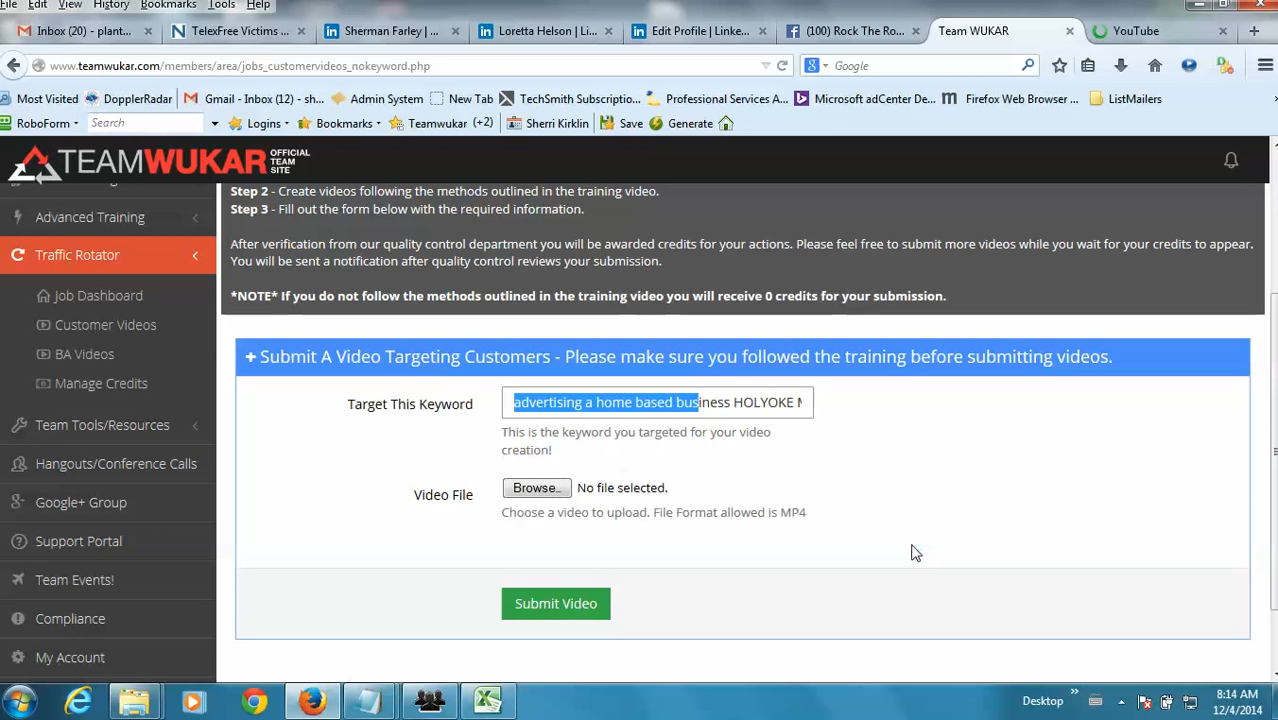 File Edit View History Bookmarks Tools Help
Inbox (20) - plant... × TelexFree Victims ... × Sherman Farley | ... × Loretta Helson | Li... × Edit Profile | Linke... × (100) Rock The Ro... × Team WUKAR × YouTube ×
www.teamwukar.com/members/area/jobs_customervideos_nokeyword.php Google
Most Visited DopplerRadar Gmail - Inbox (12) - sh... Admin System New Tab TechSmith Subscriptio... Professional Services A... Microsoft adCenter De... Firefox Web Browser ... ListMailers
RoboForm Search Logins Bookmarks Teamwukar (+2) Sherri Kirklin Save Generate
TEAMWUKAR OFFICIAL TEAM SITE
Step 2 - Create videos following the methods outlined in the training video.
Advanced Training
Step 3 - Fill out the form below with the required information.
Traffic Rotator
After verification from our quality control department you will be awarded credits for your actions. Please feel free to submit more videos while you wait for your credits to appear.
You will be sent a notification after quality control reviews your submission.
Job Dashboard
*NOTE* If you do not follow the methods outlined in the training video you will receive 0 credits for your submission.
Customer Videos
BA Videos
Submit A Video Targeting Customers - Please make sure you followed the training before submitting videos.
Manage Credits
Target This Keyword advertising a home based business HOLYOKE M
Team Tools/Resources
This is the keyword you targeted for your video
creation!
Hangouts/Conference Calls
Video File Browse... No file selected.
Google+ Group
Choose a video to upload. File Format allowed is MP4
Support Portal
Team Events!
Submit Video
Compliance
My Account
Desktop 8:14 AM
12/4/2014